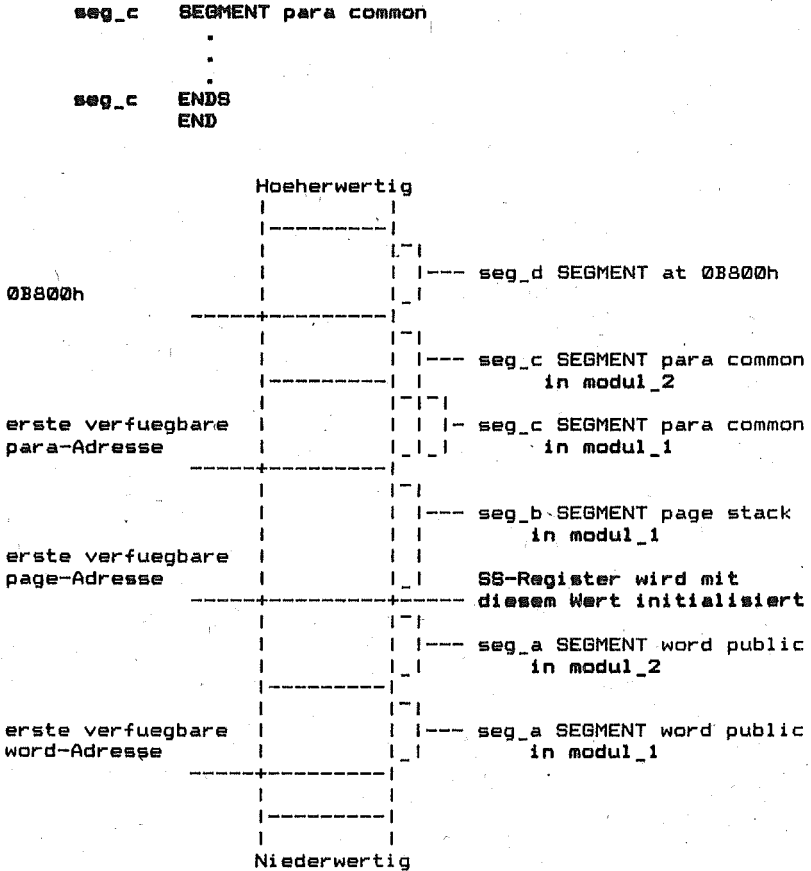 seg_c SEGMENT para common
.
.
.
seg_c ENDS
END
Hoeherwertig
seg_d SEGMENT at 0B800h
0B800h
seg_c SEGMENT para common
in modul_2
erste verfuegbare
para-Adresse
seg_c SEGMENT para common
in modul_1
seg_b SEGMENT page stack
in modul_1
erste verfuegbare
page-Adresse
SS-Register wird mit
diesem Wert initialisiert
seg_a SEGMENT word public
in modul_2
erste verfuegbare
word-Adresse
seg_a SEGMENT word public
in modul_1
Niederwertig